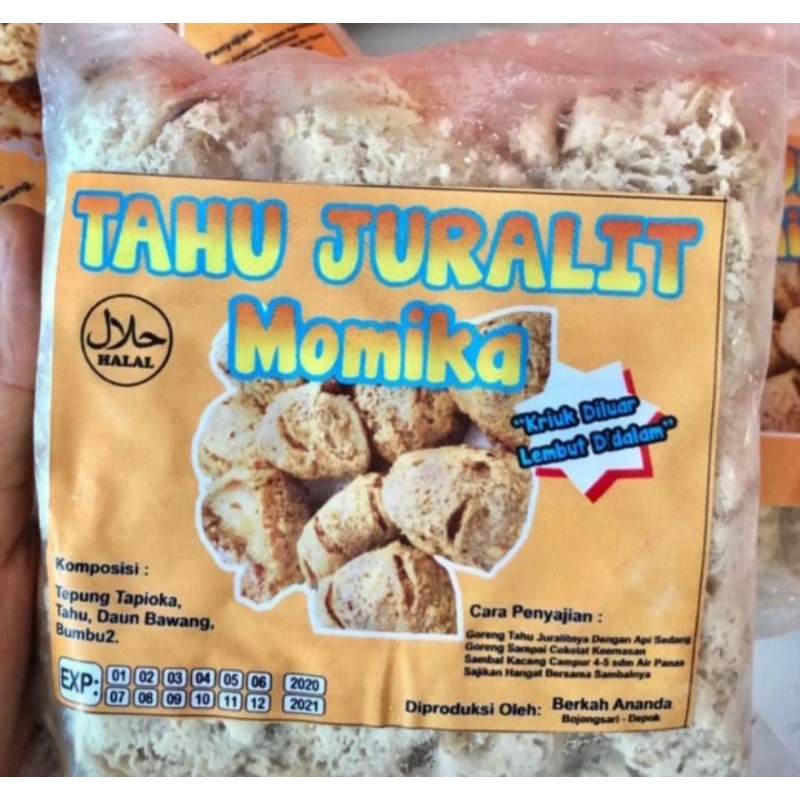 Penyajian
TAHU JURALIT
Momika
حلال
HALAL
"Kriuk Diluar
Lembut D'dalam"
Komposisi :
Tepung Tapioka,
Tahu, Daun Bawang,
Bumbu2.
Cara Penyajian :
Goreng Tahu Juralitnya Dengan Api Sedang
Goreng Sampai Cokelat Keemasan
Sambal Kacang Campur 4-5 sdm Air Panas
Sajikan Hangat Bersama Sambalnya
EXP: 01 02 03 04 05 06 2020
07 08 09 10 11 12 2021
Diproduksi Oleh: Berkah Ananda
Bojongsari - Depok